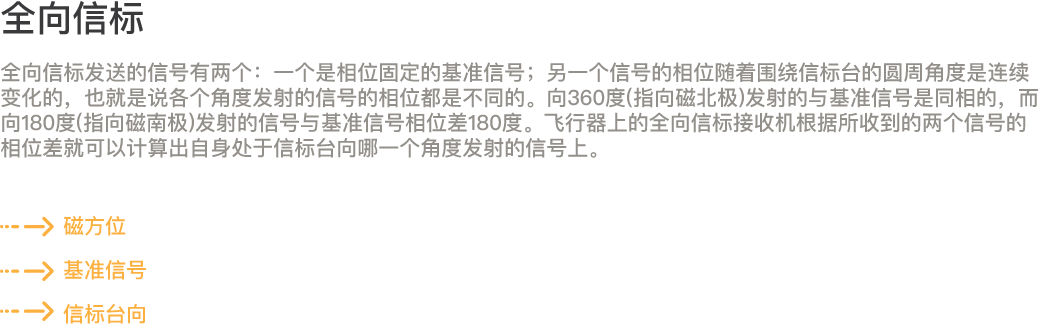 全向信标
全向信标发送的信号有两个：一个是相位固定的基准信号；另一个信号的相位随着围绕信标台的圆周角度是连续
变化的，也就是说各个角度发射的信号的相位都是不同的。向360度(指向磁北极)发射的与基准信号是同相的，而
向180度(指向磁南极)发射的信号与基准信号相位差180度。飞行器上的全向信标接收机根据所收到的两个信号的
相位差就可以计算出自身处于信标台向哪一个角度发射的信号上。
磁方位
基准信号
信标台向